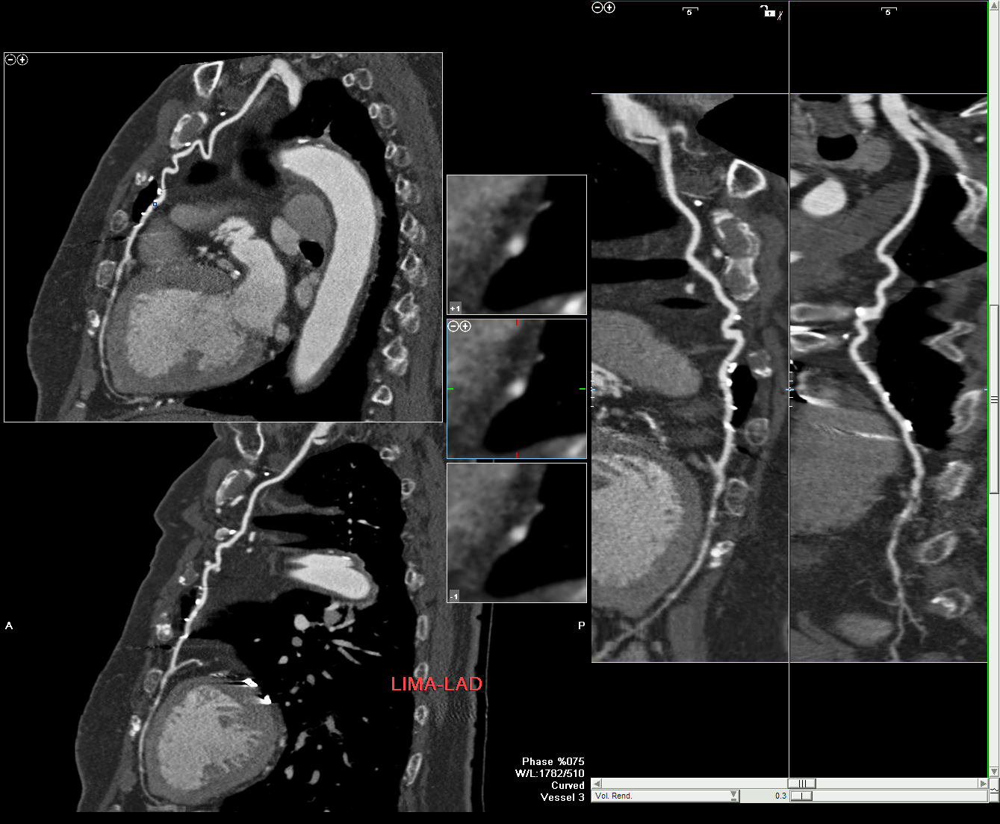 5
5
+1
-1
A
P
LIMA-LAD
Phase %075
W/L:1782/510
Curved
Vessel 3
Vol. Rend.
0.3